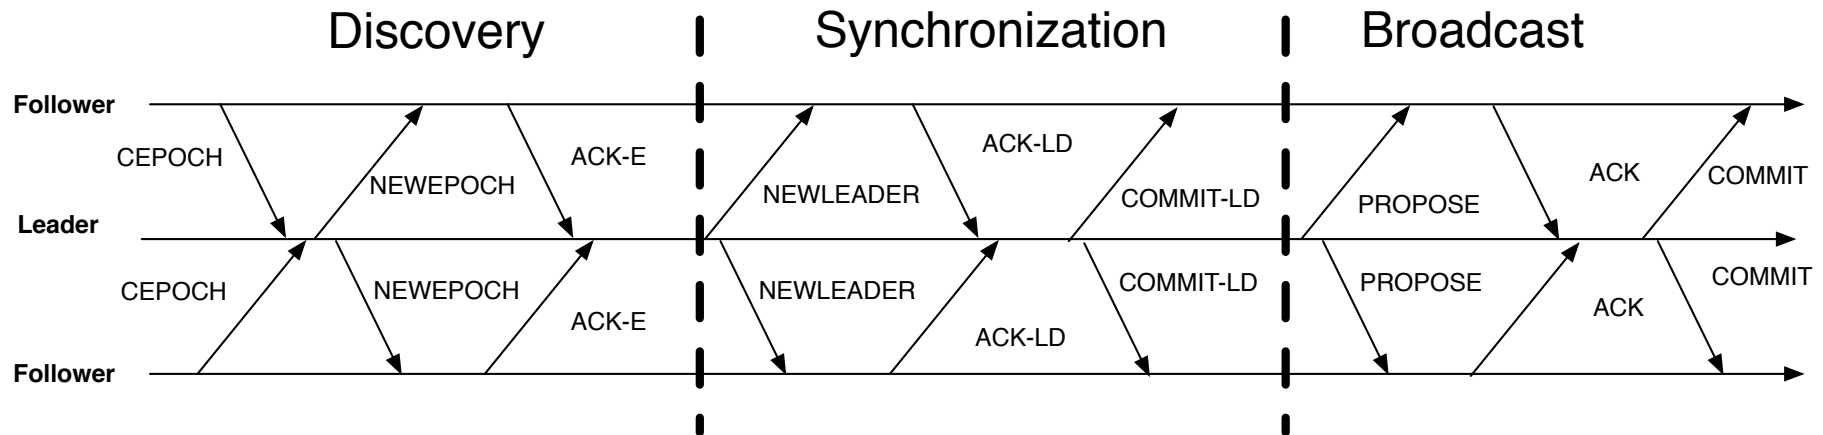 Discovery
Synchronization
Broadcast
Follower
CEPOCH
NEWEPOCH
ACK-E
NEWLEADER
ACK-LD
COMMIT-LD
PROPOSE
ACK
COMMIT
Leader
CEPOCH
NEWEPOCH
ACK-E
NEWLEADER
ACK-LD
COMMIT-LD
PROPOSE
ACK
COMMIT
Follower